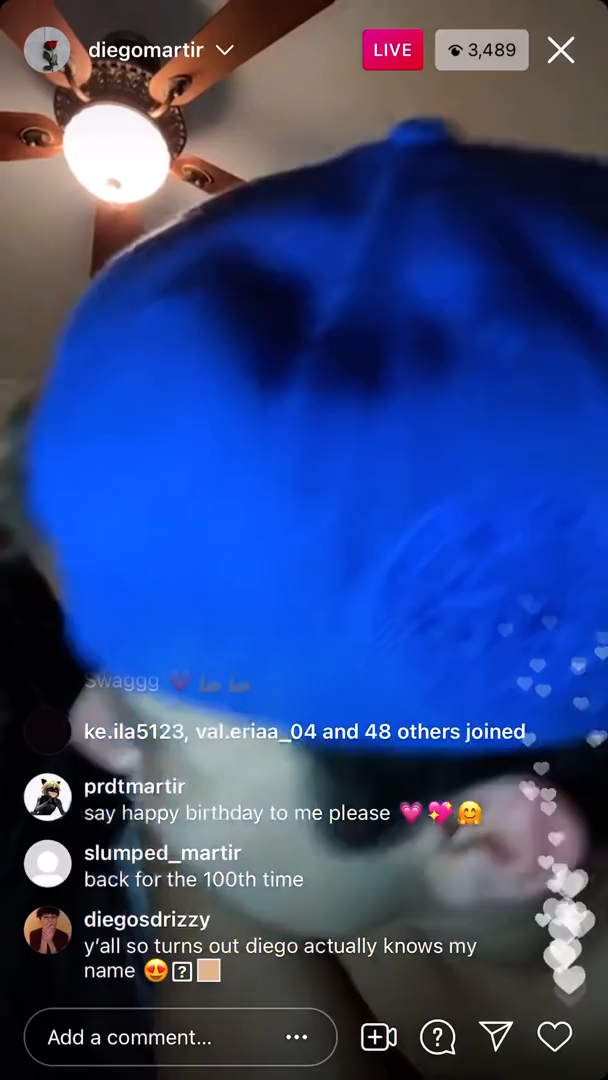 diegomartir
LIVE
3,489
Swaggg
ke.ila5123, val.eriaa_04 and 48 others joined
prdtmartir
say happy birthday to me please 💗💖🤗
slumped_martir
back for the 100th time
diegosdrizzy
y’all so turns out diego actually knows my
name 😍
Add a comment...